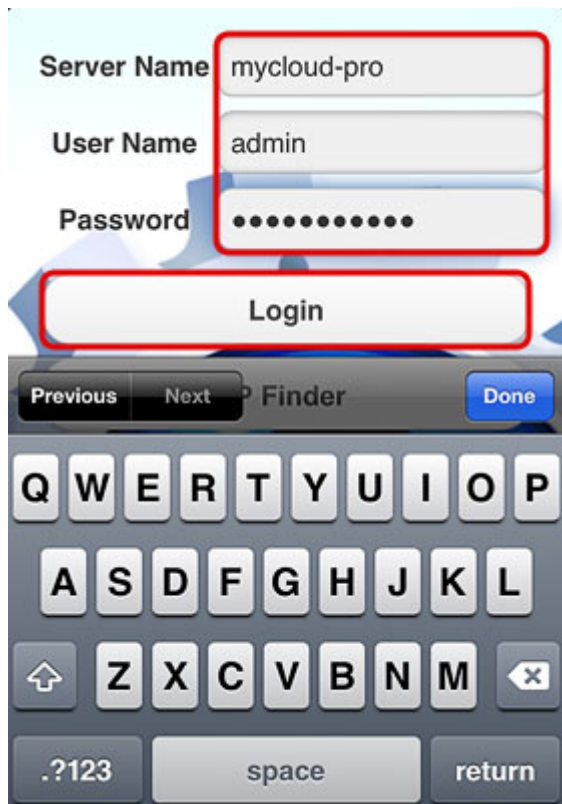 Server Name mycloud-pro
User Name admin
Password ●●●●●●●●●●●
Login
Previous Next P Finder Done
Q W E R T Y U I O P
A S D F G H J K L
Z X C V B N M
.?123 space return